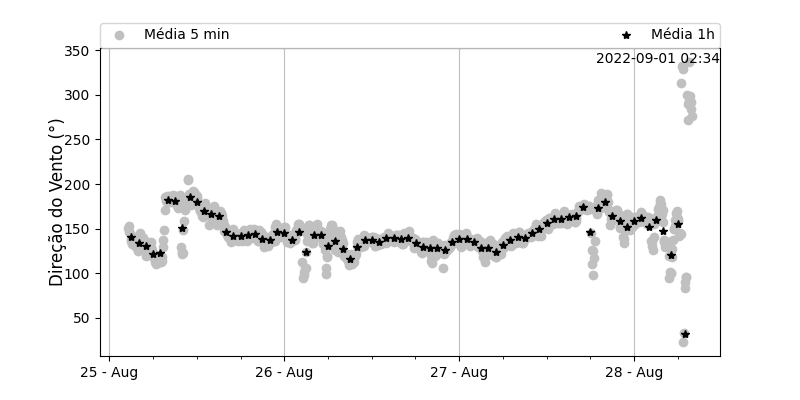 Média 5 min
Média 1h
2022-09-01 02:34
Direção do Vento (°)
350
300
250
200
150
100
50
25 - Aug
26 - Aug
27 - Aug
28 - Aug